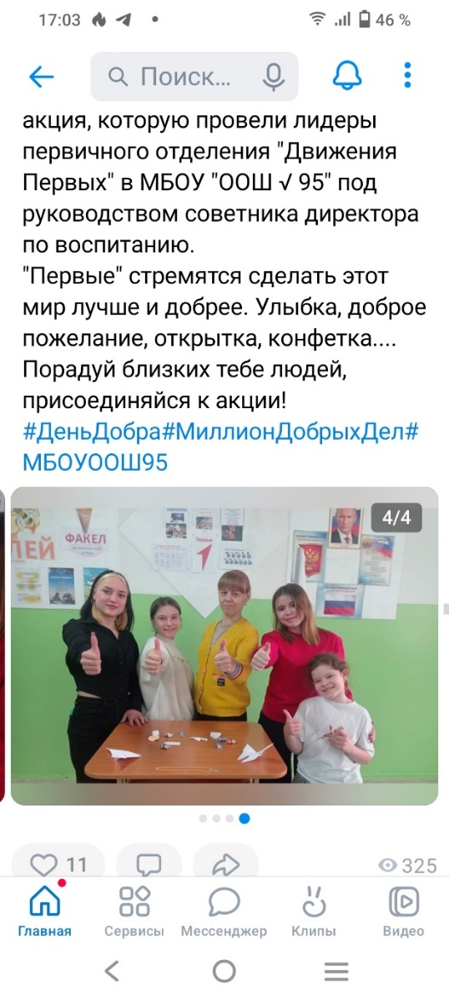 17:03
46 %
Поиск...
акция, которую провели лидеры
первичного отделения "Движения
Первых" в МБОУ "ООШ √ 95" под
руководством советника директора
по воспитанию.
"Первые" стремятся сделать этот
мир лучше и добрее. Улыбка, доброе
пожелание, открытка, конфетка....
Порадуй близких тебе людей,
присоединяйся к акции!
#ДеньДобра#МиллионДобрыхДел#
МБОУООШ95
4/4
ФАКЕЛ
ЛЕЙ
Первые
11
325
Главная
Сервисы
Мессенджер
Клипы
Видео